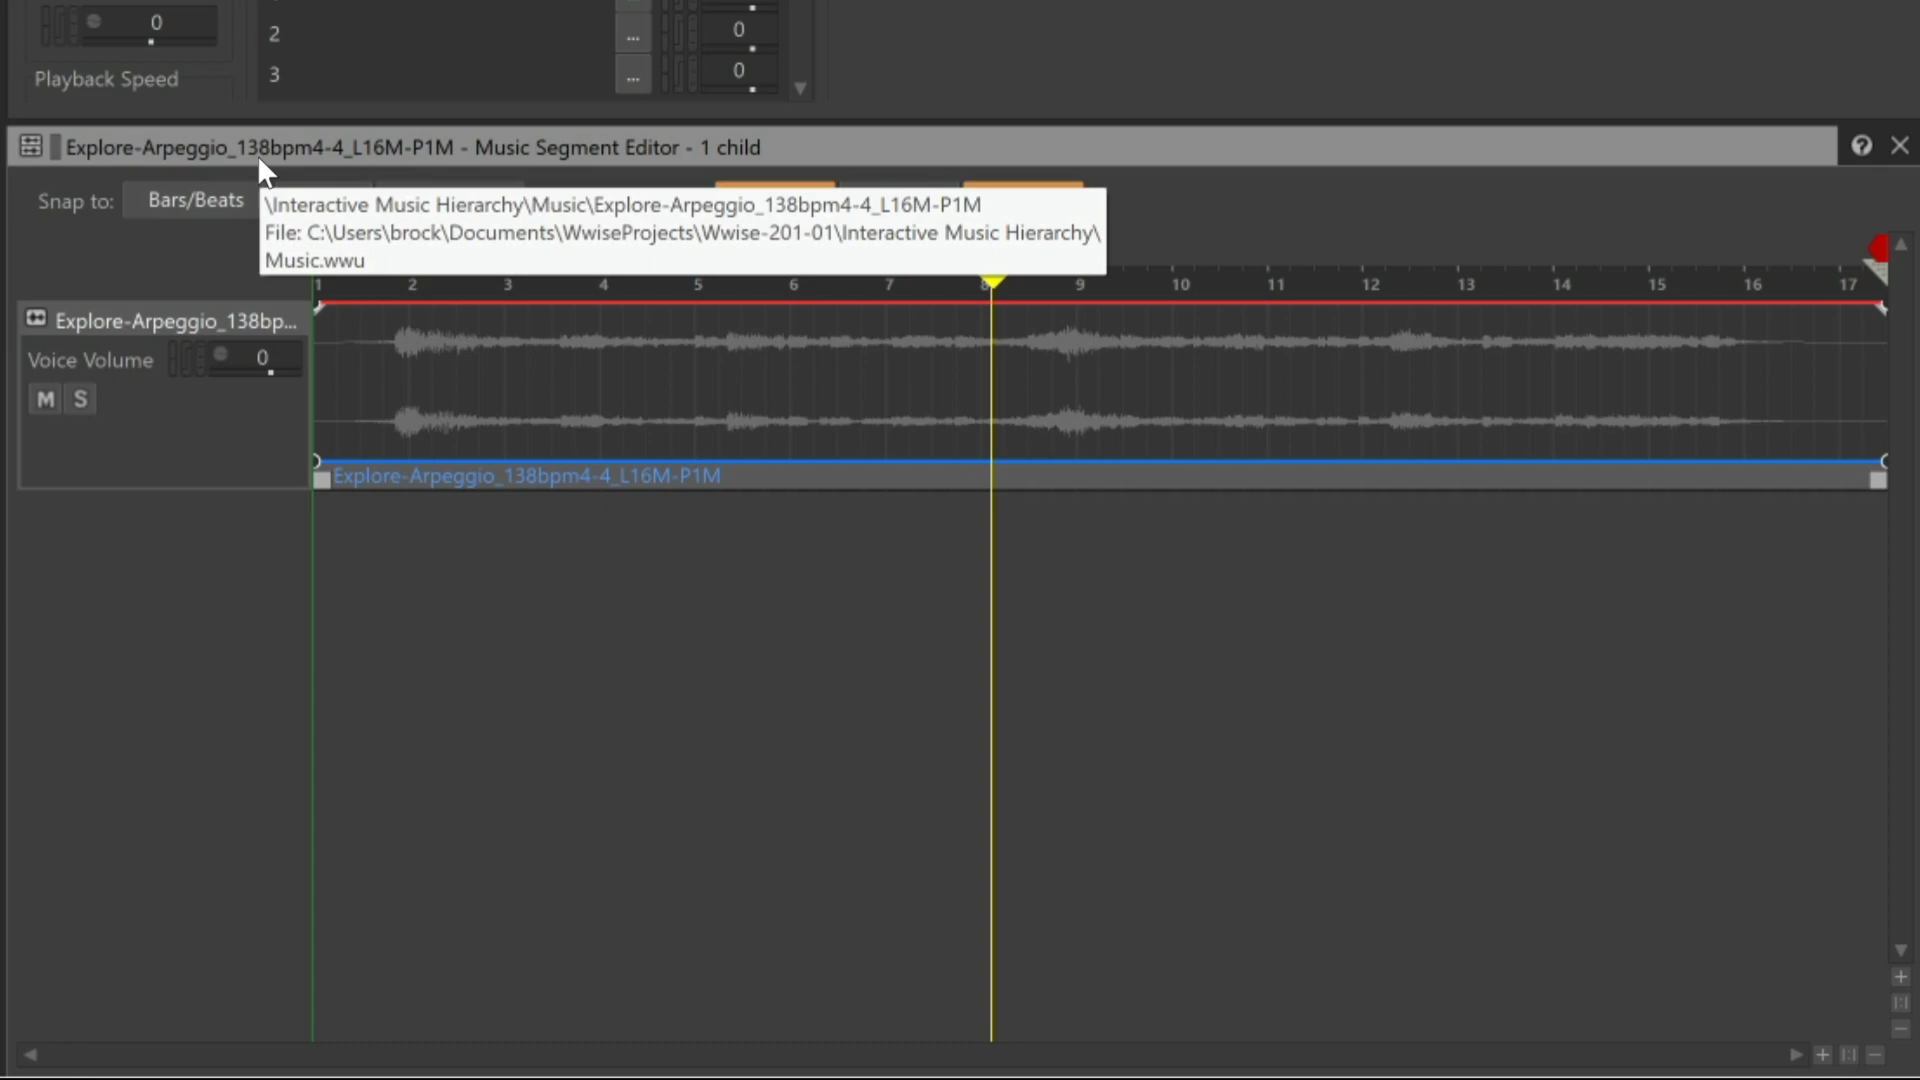 0
2
...
0
3
...
0
Playback Speed
Explore-Arpeggio_138bpm4-4_L16M-P1M - Music Segment Editor - 1 child
Snap to: Bars/Beats
\Interactive Music Hierarchy\Music\Explore-Arpeggio_138bpm4-4_L16M-P1M
File: C:\Users\brock\Documents\WwiseProjects\Wwise-201-01\Interactive Music Hierarchy\
Music.wwu
1 2 3 4 5 6 7 8 9 10 11 12 13 14 15 16 17
Explore-Arpeggio_138bp...
Voice Volume 0
M S
Explore-Arpeggio_138bpm4-4_L16M-P1M